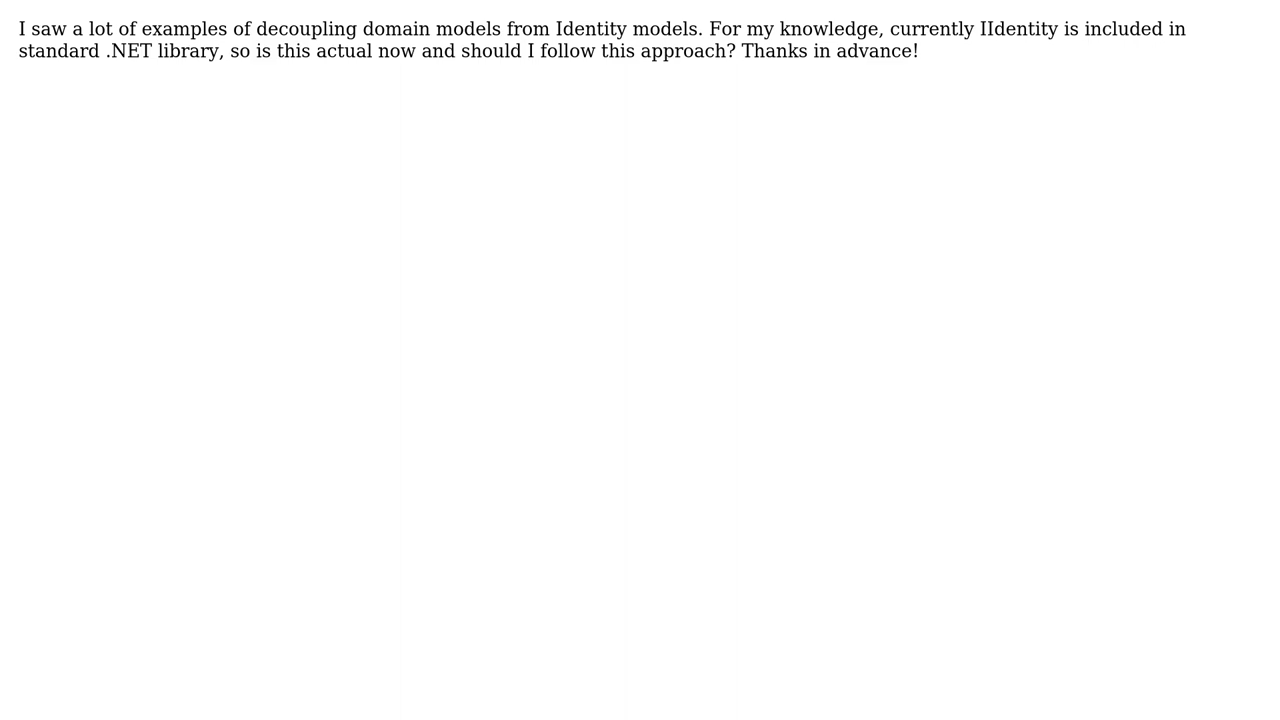 I saw a lot of examples of decoupling domain models from Identity models. For my knowledge, currently IIdentity is included in
standard .NET library, so is this actual now and should I follow this approach? Thanks in advance!